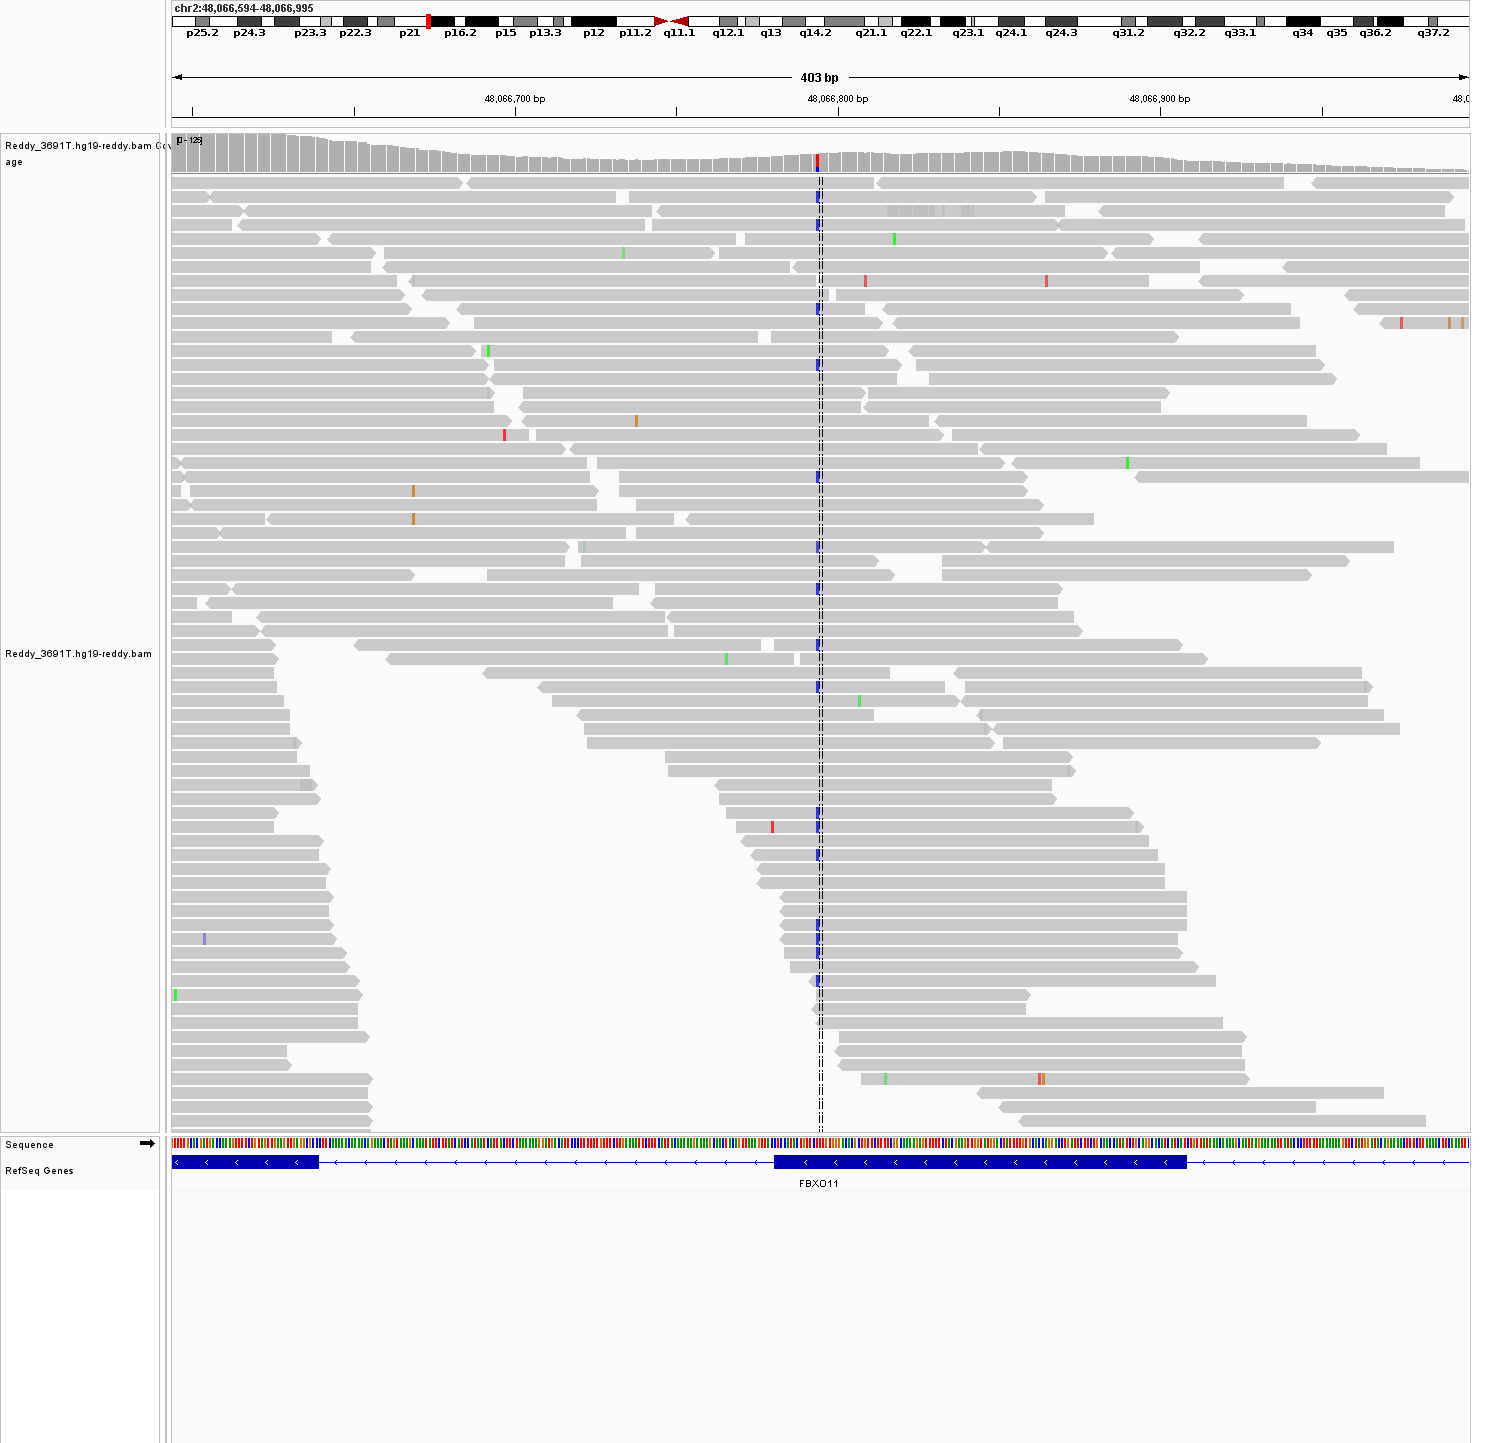 chr2:48,066,594-48,066,995
p25.2 p24.3 p23.3 p22.3 p21 p16.2 p15 p13.3 p12 p11.2 q11.1 q12.1 q13 q14.2 q21.1 q22.1 q23.1 q24.1 q24.3 q31.2 q32.2 q33.1 q34 q35 q36.2 q37.2
403 bp
48,066,700 bp 48,066,800 bp 48,066,900 bp 48,0
Reddy_3691T.hg19-reddy.bam Cov
age
[0 - 125]
Reddy_3691T.hg19-reddy.bam
Sequence
RefSeq Genes
FBXO11